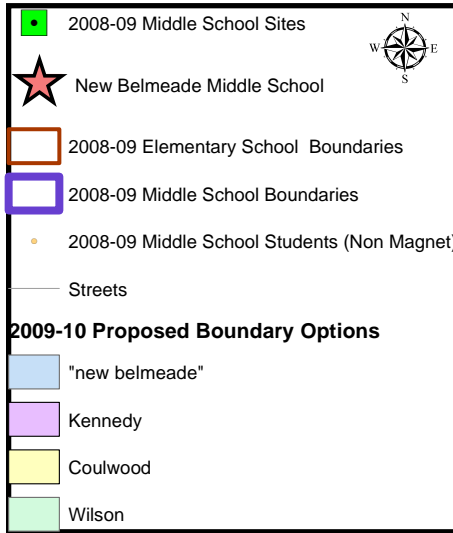 2008-09 Middle School Sites
N
W E
S
New Belmeade Middle School
2008-09 Elementary School Boundaries
2008-09 Middle School Boundaries
2008-09 Middle School Students (Non Magnet)
Streets
2009-10 Proposed Boundary Options
"new belmeade"
Kennedy
Coulwood
Wilson